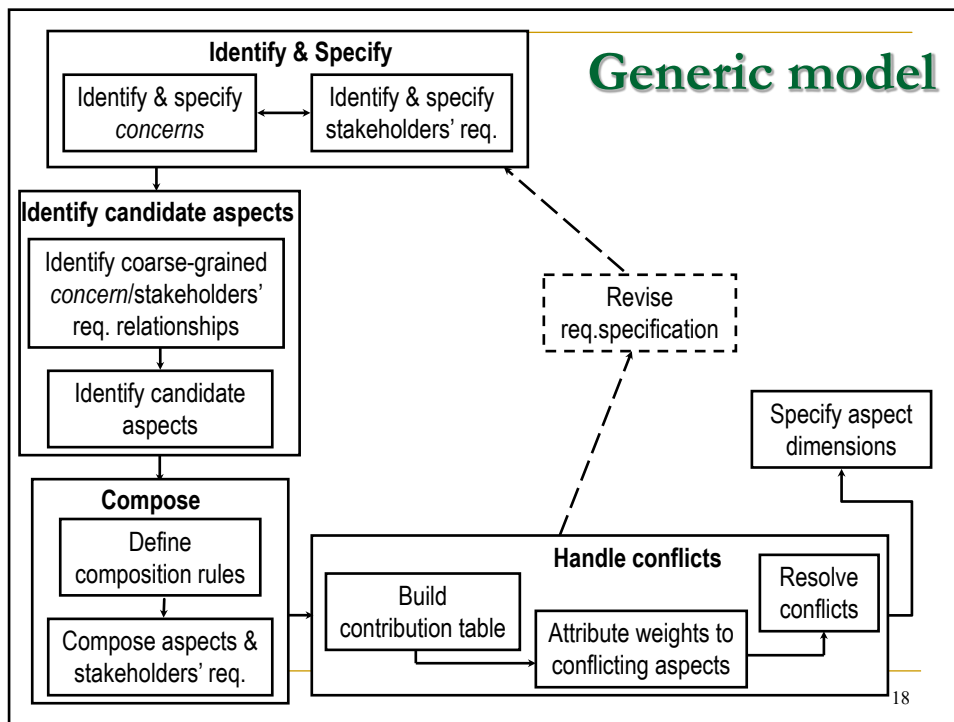 Generic model
Identify & Specify
Identify & specify
concerns
Identify & specify
stakeholders' req.
Identify candidate aspects
Identify coarse-grained
concern/stakeholders'
req. relationships
Identify candidate
aspects
Compose
Define
composition rules
Compose aspects &
stakeholders' req.
Handle conflicts
Build
contribution table
Attribute weights to
conflicting aspects
Resolve
conflicts
Revise
req.specification
Specify aspect
dimensions
18